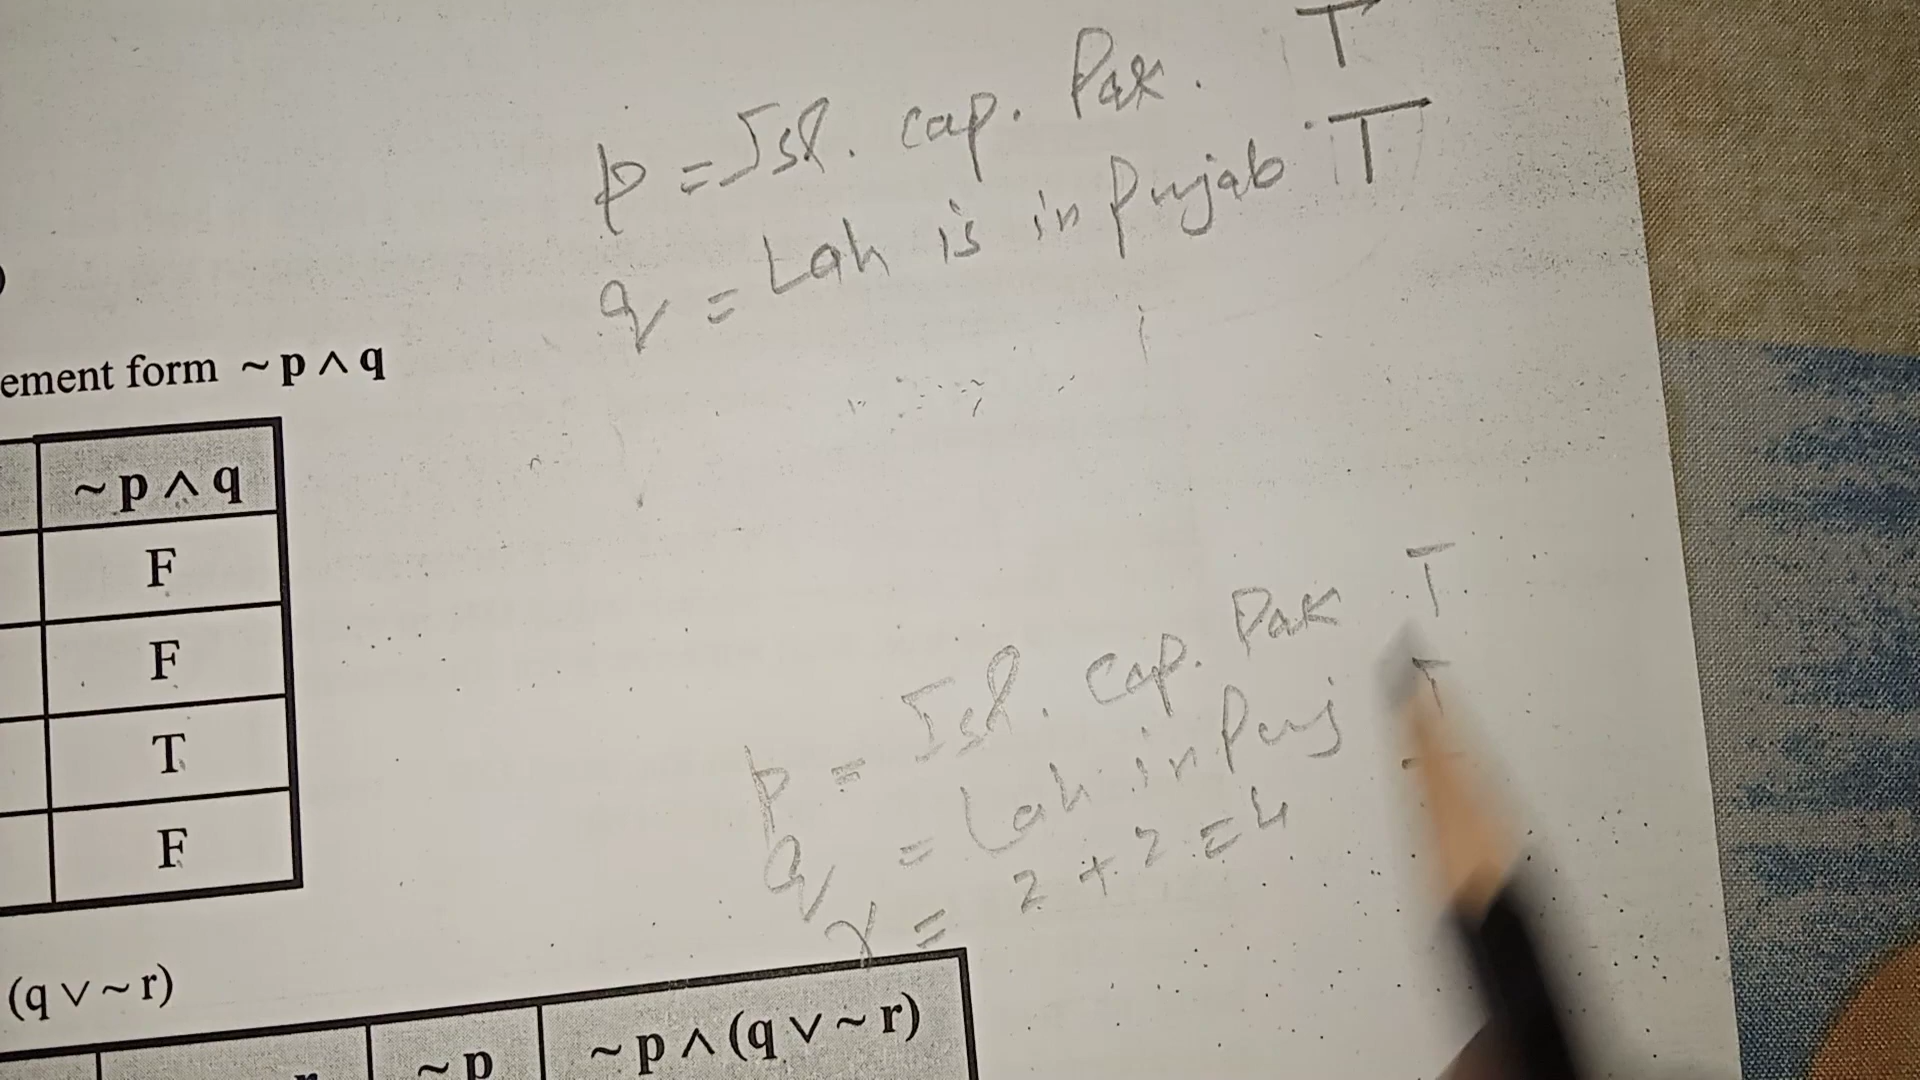 p = Isl. cap. Pak. T
q = Lah is in Punjab T
ement form ~ p ∧ q
~ p ∧ q
F
F
T
F
p = Isl. Cap. Pak T
q = Lah in Punj T
r = 2 + 2 = 4
(q ∨ ~ r)
~ p
~ p ∧ (q ∨ ~ r)